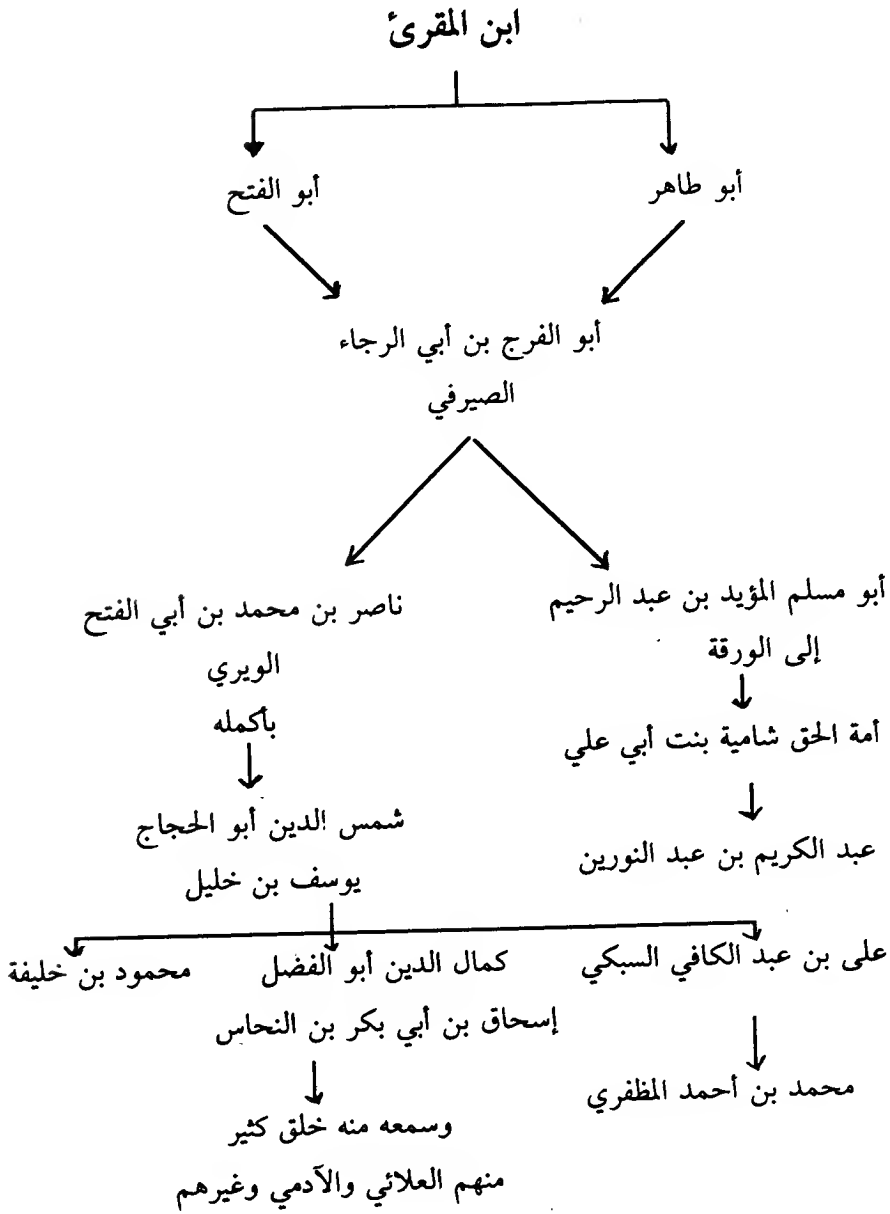 ابن المقرئ
أبو طاهر
أبو الفتح
أبو الفرج بن أبي الرجاء
الصيرفي
أبو مسلم المؤيد بن عبد الرحيم
إلى الورقة
ناصر بن محمد بن أبي الفتح
الويري
بأكمله
أمة الحق شامية بنت أبي علي
شمس الدين أبو الحجاج
يوسف بن خليل
عبد الكريم بن عبد النورين
على بن عبد الكافي السبكي
كمال الدين أبو الفضل
إسحاق بن أبي بكر بن النحاس
محمود بن خليفة
محمد بن أحمد المظفري
وسمعه منه خلق كثير
منهم العلائي والآدمي وغيرهم